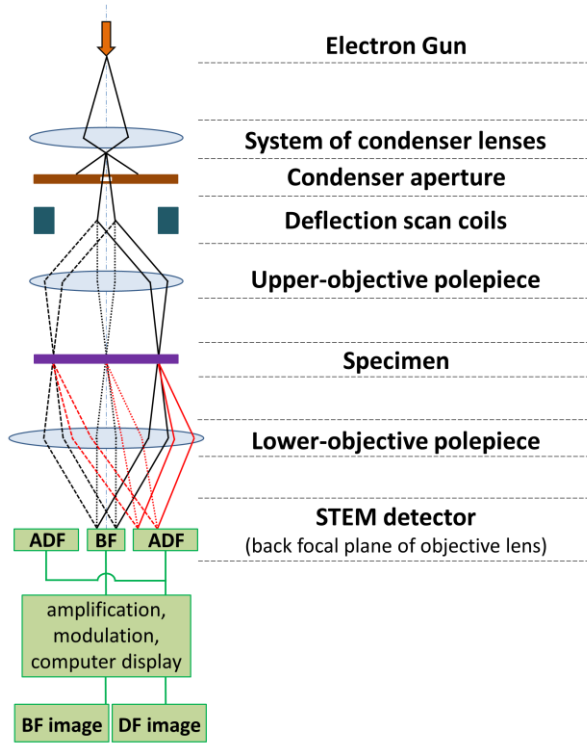 Electron Gun
System of condenser lenses
Condenser aperture
Deflection scan coils
Upper-objective polepiece
Specimen
Lower-objective polepiece
STEM detector
(back focal plane of objective lens)
ADF
BF
ADF
amplification,
modulation,
computer display
BF image
DF image